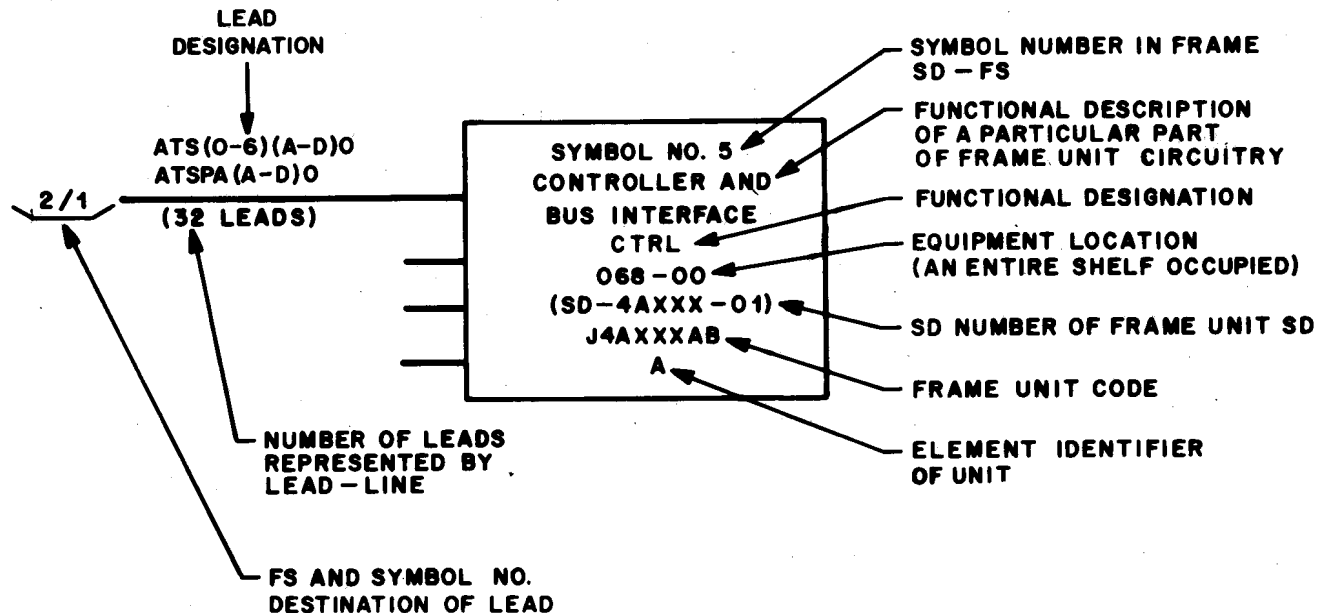 LEAD
DESIGNATION
ATS(0-6)(A-D)0
ATSPA(A-D)0
2/1
(32 LEADS)
NUMBER OF LEADS
REPRESENTED BY
LEAD-LINE
FS AND SYMBOL NO.
DESTINATION OF LEAD
SYMBOL NO. 5
CONTROLLER AND
BUS INTERFACE
CTRL
068-00
(SD-4AXXX-01)
J4AXXXAB
A
SYMBOL NUMBER IN FRAME
SD-FS
FUNCTIONAL DESCRIPTION
OF A PARTICULAR PART
OF FRAME UNIT CIRCUITRY
FUNCTIONAL DESIGNATION
EQUIPMENT LOCATION
(AN ENTIRE SHELF OCCUPIED)
SD NUMBER OF FRAME UNIT SD
FRAME UNIT CODE
ELEMENT IDENTIFIER
OF UNIT